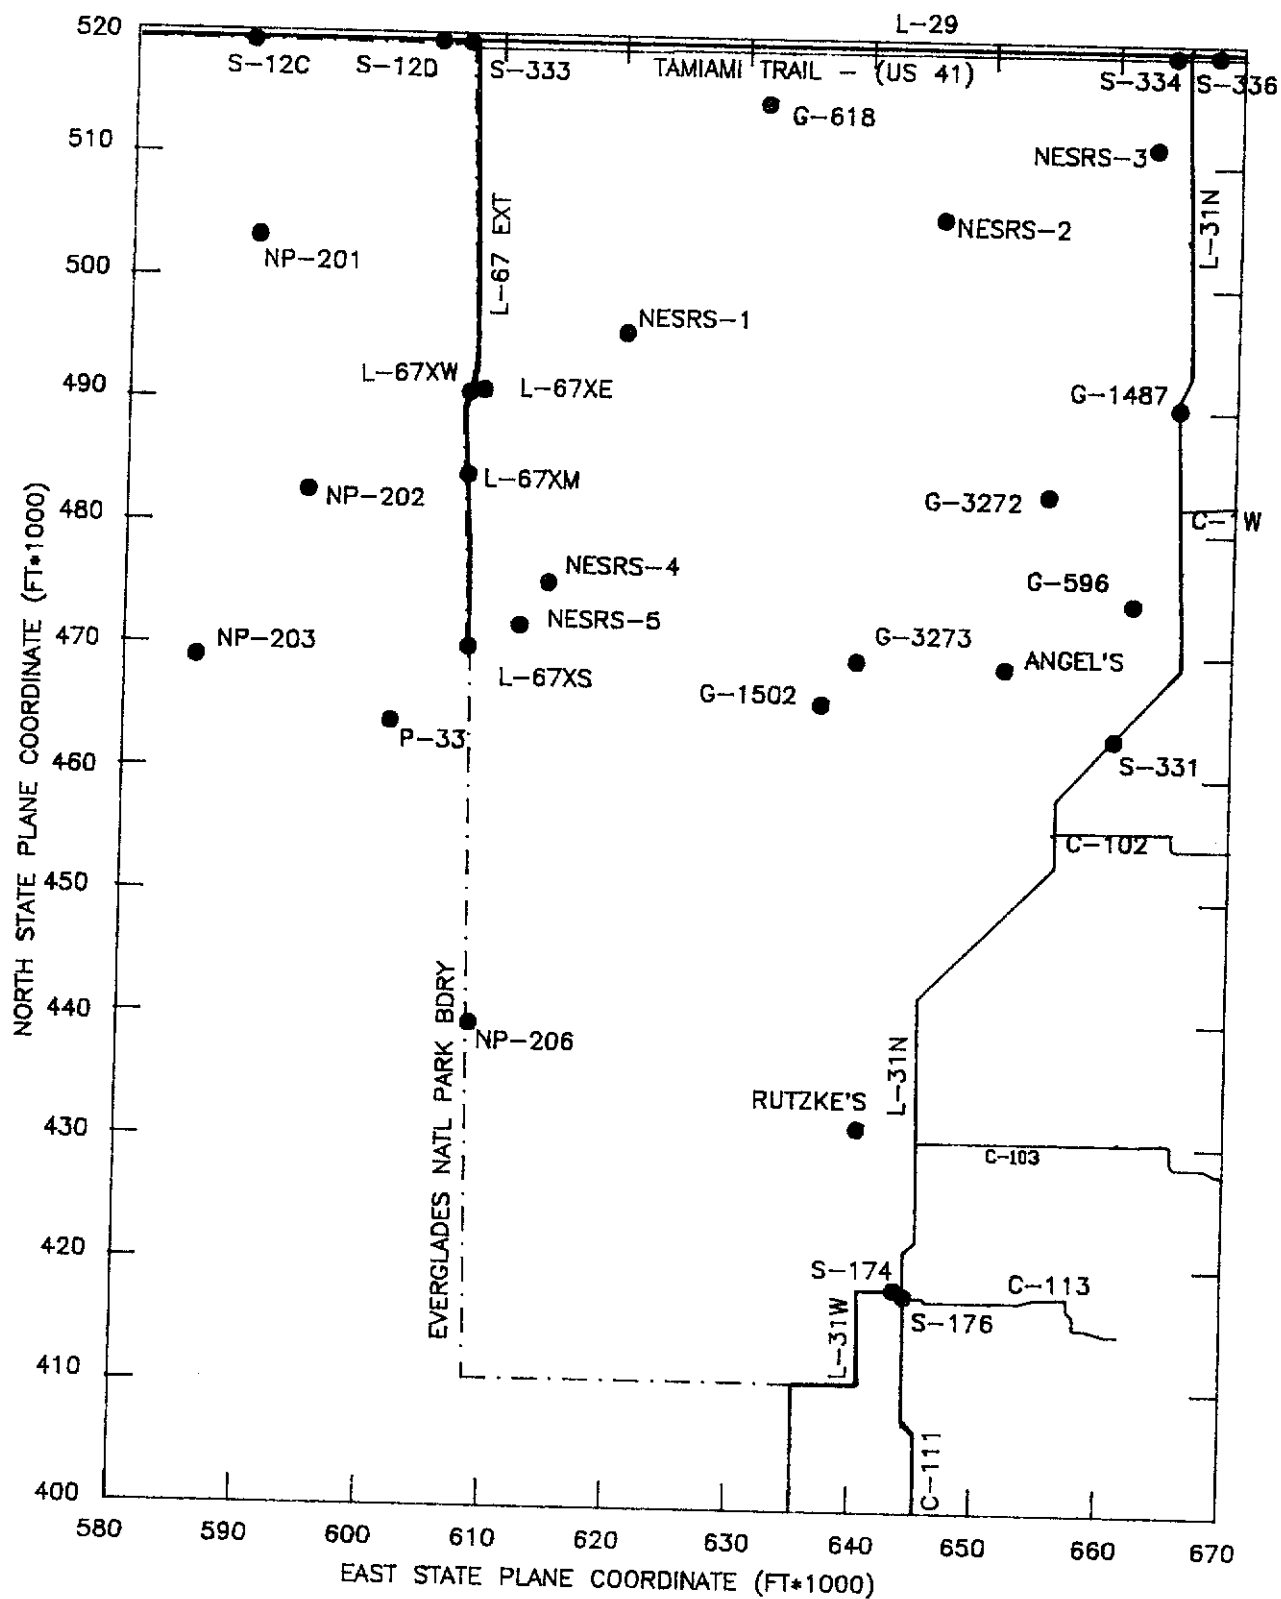 520
L-29
S-12C
S-12D
S-333
TAMIAMI TRAIL - (US 41)
S-334
S-336
G-618
510
NESRS-3
L-67 EXT
L-31N
NESRS-2
NP-201
500
NESRS-1
L-67XW
L-67XE
490
G-1487
L-67XM
NP-202
G-3272
480
C-1W
NESRS-4
G-596
NESRS-5
NP-203
470
G-3273
ANGEL'S
L-67XS
G-1502
P-33
460
S-331
C-102
450
NORTH STATE PLANE COORDINATE (FT*1000)
440
NP-206
EVERGLADES NATL PARK BDRY
L-31N
RUTZKE'S
430
C-103
420
S-174
C-113
S-176
L-31W
410
C-111
400
580
590
600
610
620
630
640
650
660
670
EAST STATE PLANE COORDINATE (FT*1000)